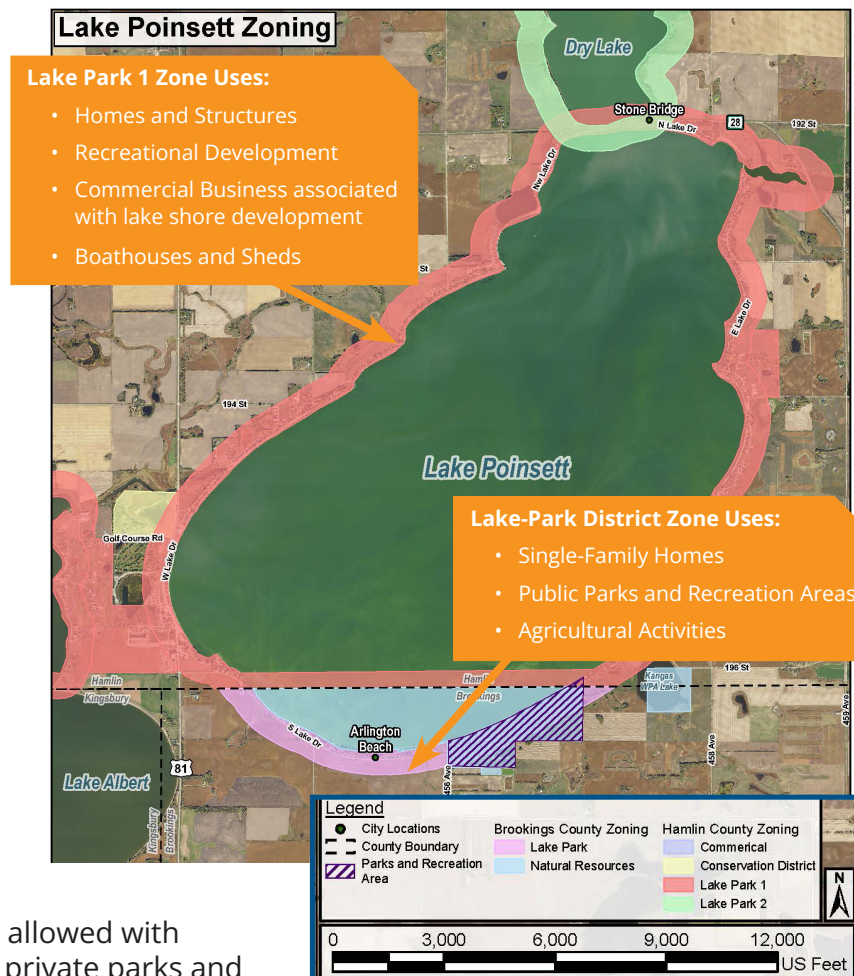 Lake Poinsett Zoning
Dry Lake
Lake Park 1 Zone Uses:
• Homes and Structures
• Recreational Development
• Commercial Business associated
with lake shore development
• Boathouses and Sheds
Stone Bridge
N Lake Dr
28
192 St
Nw Lake Dr
St
E Lake Dr
194 St
Lake Poinsett
Golf Course Rd
W Lake Dr
Lake-Park District Zone Uses:
• Single-Family Homes
• Public Parks and Recreation Areas
• Agricultural Activities
196 St
Hamlin
Kingsbury
Hamlin
Brookings
Kangas
WPA Lake
S Lake Dr
Arlington
Beach
456 Ave
458 Ave
459 Ave
81
Lake Albert
Kingsbury
Brookings
Legend
City Locations
County Boundary
Parks and Recreation
Area
Brookings County Zoning
Lake Park
Natural Resources
Hamlin County Zoning
Commerical
Conservation District
Lake Park 1
Lake Park 2
N
0 3,000 6,000 9,000 12,000
US Feet
allowed with
private parks and